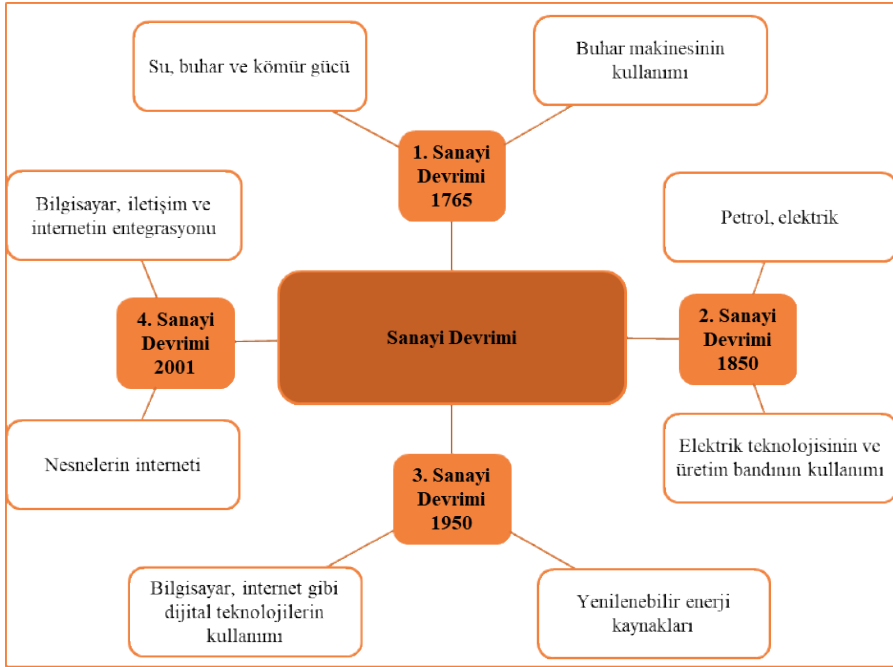 Su, buhar ve kömür gücü
Buhar makinesinin
kullanımı
1. Sanayi
Devrimi
1765
Bilgisayar, iletişim ve
internetin entegrasyonu
Petrol, elektrik
4. Sanayi
Devrimi
2001
Sanayi Devrimi
2. Sanayi
Devrimi
1850
Nesnelerin interneti
Elektrik teknolojisinin ve
üretim bandının kullanımı
3. Sanayi
Devrimi
1950
Bilgisayar, internet gibi
dijital teknolojilerin
kullanımı
Yenilenebilir enerji
kaynakları